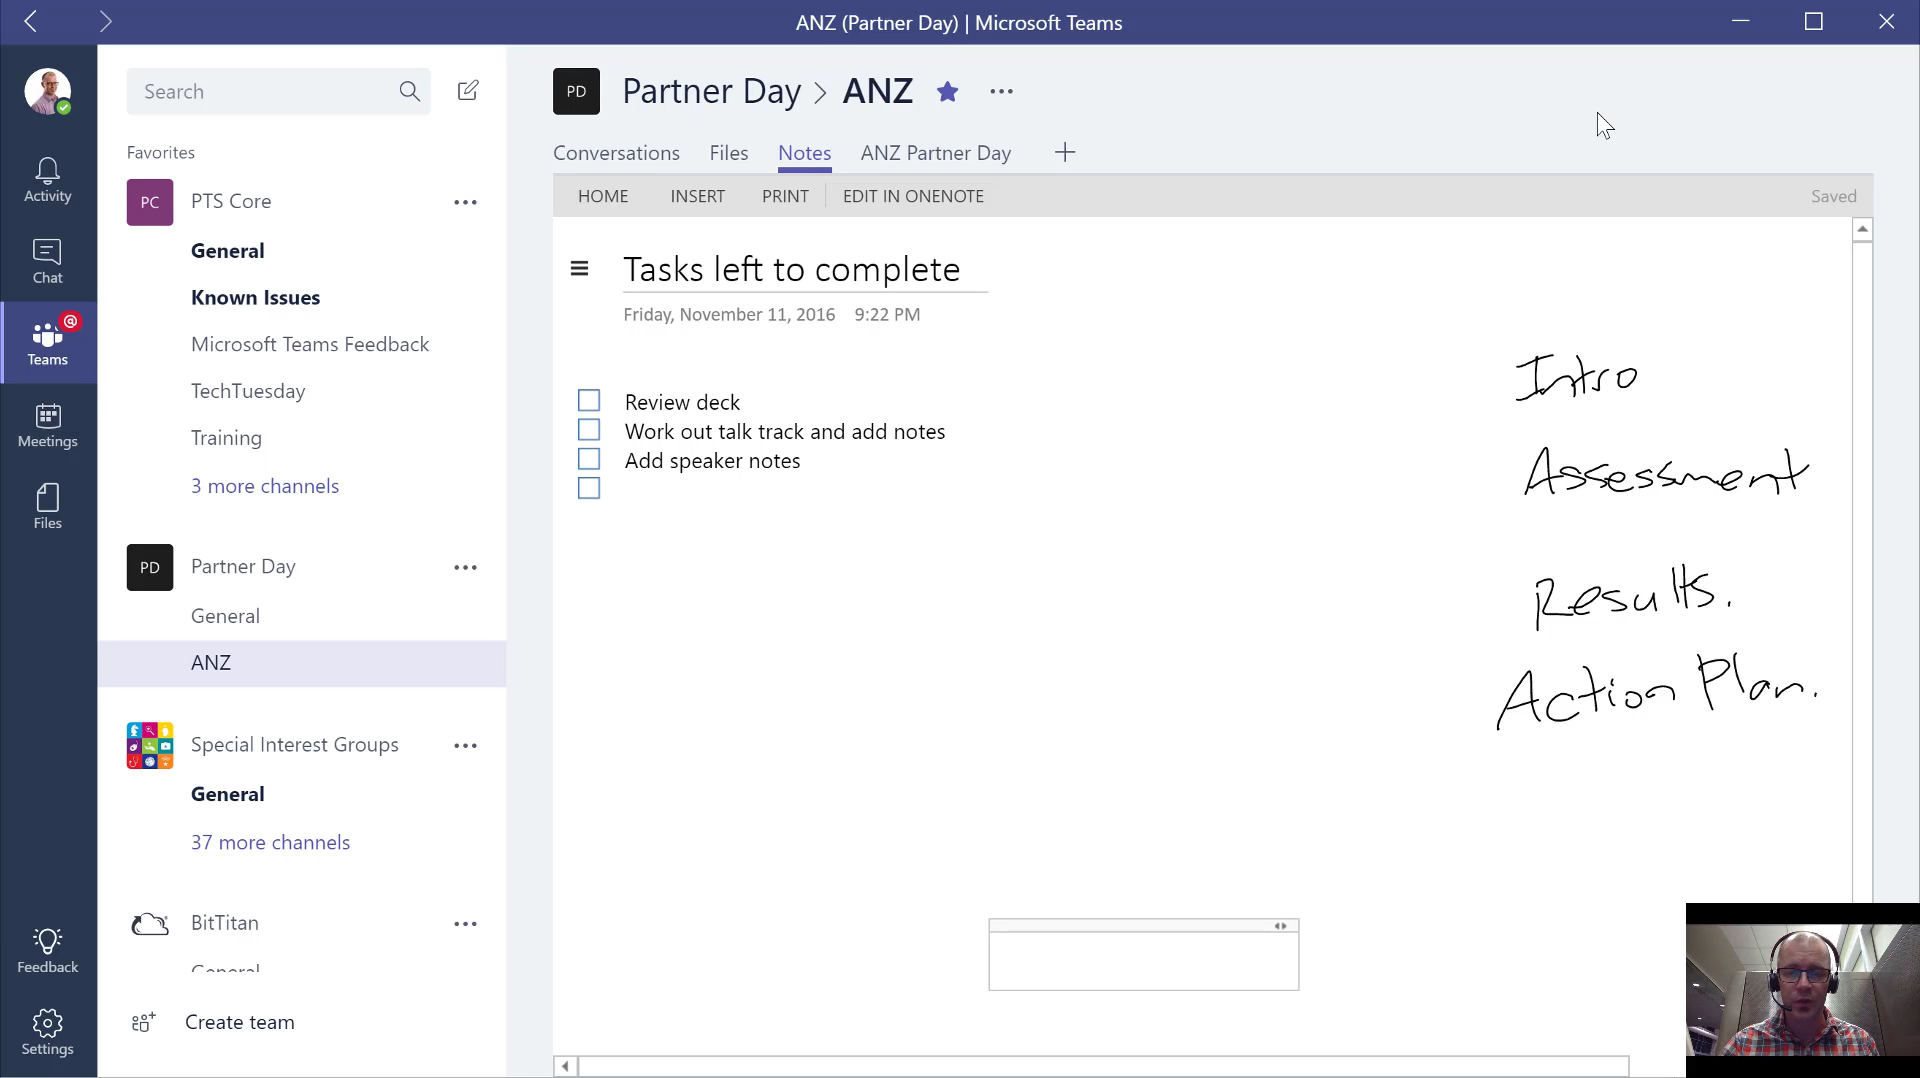 ANZ (Partner Day) | Microsoft Teams
Search
Activity
Chat
@
Teams
Meetings
Files
Feedback
Settings
Favorites
PC PTS Core
General
Known Issues
Microsoft Teams Feedback
TechTuesday
Training
3 more channels
PD Partner Day
General
ANZ
Special Interest Groups
General
37 more channels
BitTitan
General
Create team
PD Partner Day > ANZ
Conversations Files Notes ANZ Partner Day
HOME INSERT PRINT EDIT IN ONENOTE Saved
Tasks left to complete
Friday, November 11, 2016 9:22 PM
Review deck
Work out talk track and add notes
Add speaker notes
Intro
Assessment
Results.
Action Plan.